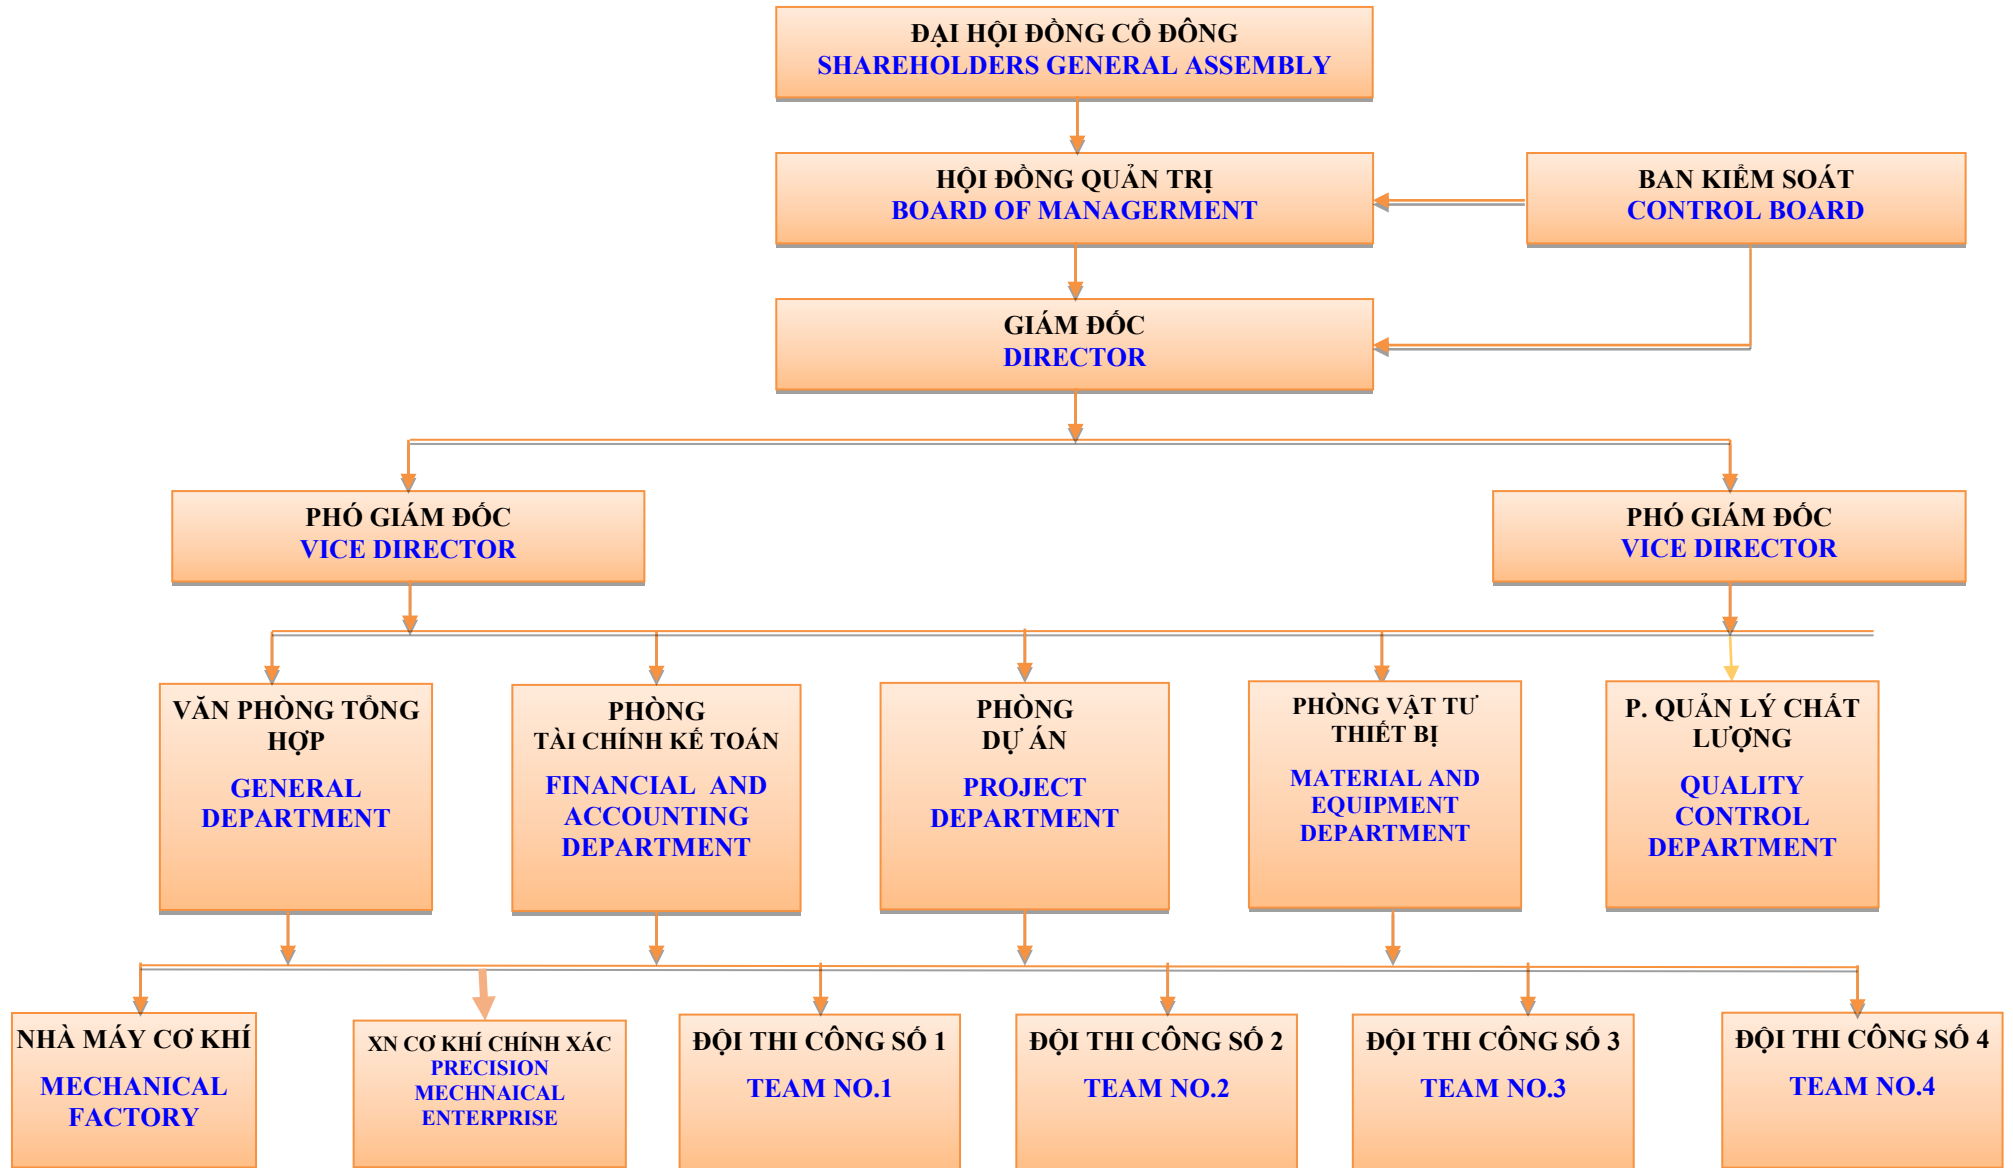 ĐẠI HỘI ĐỒNG CỔ ĐÔNG
SHAREHOLDERS GENERAL ASSEMBLY
HỘI ĐỒNG QUẢN TRỊ
BOARD OF MANAGERMENT
BAN KIỂM SOÁT
CONTROL BOARD
GIÁM ĐỐC
DIRECTOR
PHÓ GIÁM ĐỐC
VICE DIRECTOR
PHÓ GIÁM ĐỐC
VICE DIRECTOR
VĂN PHÒNG TỔNG
HỢP
GENERAL
DEPARTMENT
PHÒNG
TÀI CHÍNH KẾ TOÁN
FINANCIAL AND
ACCOUNTING
DEPARTMENT
PHÒNG
DỰ ÁN
PROJECT
DEPARTMENT
PHÒNG VẬT TƯ
THIẾT BỊ
MATERIAL AND
EQUIPMENT
DEPARTMENT
P. QUẢN LÝ CHẤT
LƯỢNG
QUALITY
CONTROL
DEPARTMENT
NHÀ MÁY CƠ KHÍ
MECHANICAL
FACTORY
XN CƠ KHÍ CHÍNH XÁC
PRECISION
MECHNAICAL
ENTERPRISE
ĐỘI THI CÔNG SỐ 1
TEAM NO.1
ĐỘI THI CÔNG SỐ 2
TEAM NO.2
ĐỘI THI CÔNG SỐ 3
TEAM NO.3
ĐỘI THI CÔNG SỐ 4
TEAM NO.4